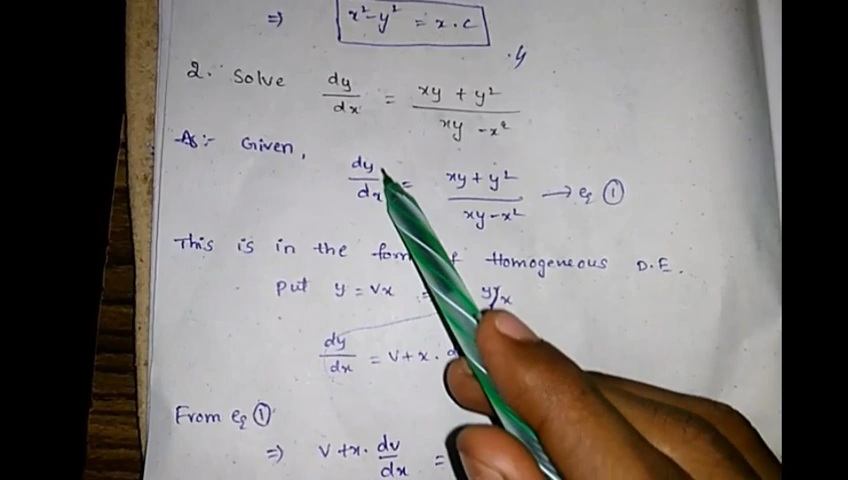 ⇒ x² - y² = x . c
2. Solve dy/dx = xy + y² / xy - x²
Given, dy/dx = xy + y² / xy - x² → eq ①
This is in the form of Homogeneous D.E.
Put y = vx = y/x
dy/dx = v + x .
From eq ①
⇒ v + x . dv/dx =